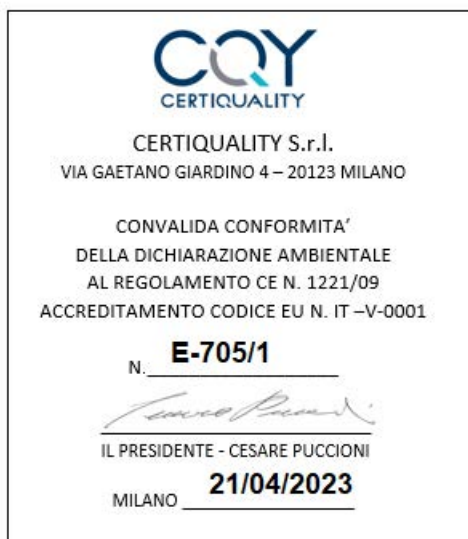 CQY
CERTIQUALITY
CERTIQUALITY S.r.l.
VIA GAETANO GIARDINO 4 – 20123 MILANO
CONVALIDA CONFORMITA’
DELLA DICHIARAZIONE AMBIENTALE
AL REGOLAMENTO CE N. 1221/09
ACCREDITAMENTO CODICE EU N. IT –V-0001
N. E-705/1
IL PRESIDENTE - CESARE PUCCIONI
MILANO 21/04/2023